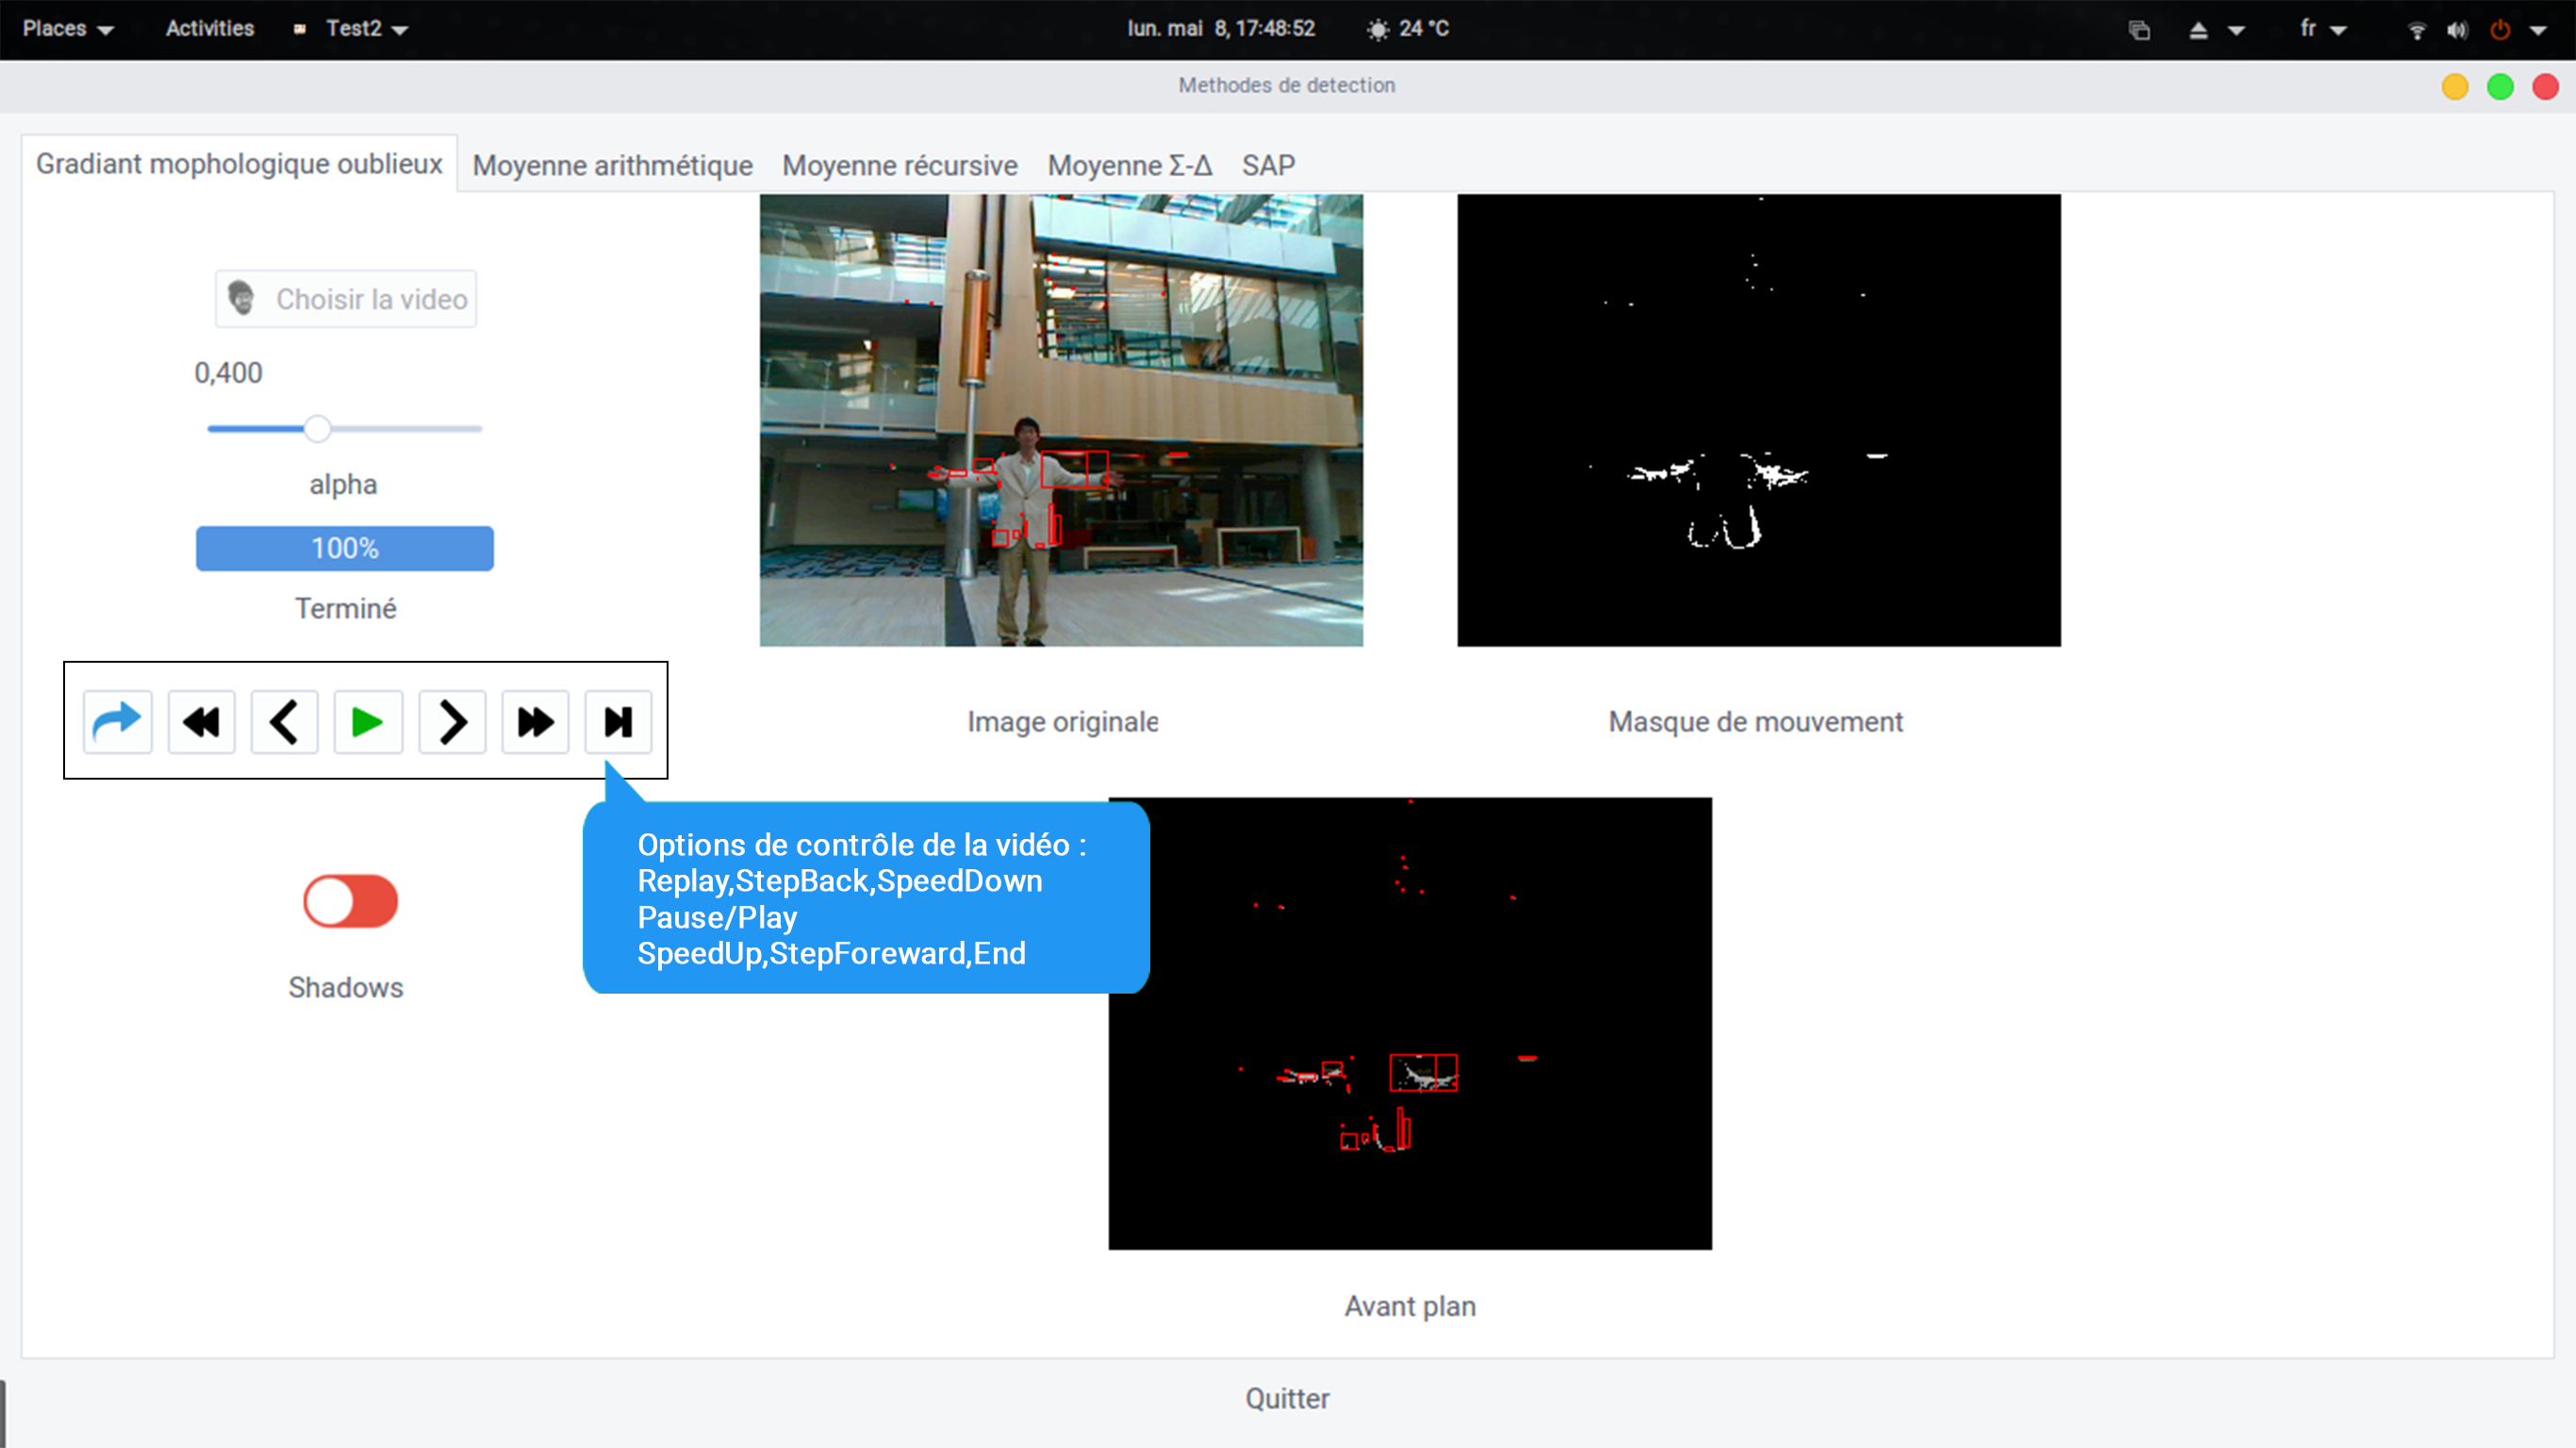 Places Activities Test2 lun. mai 8, 17:48:52 24 °C fr
Methodes de detection
Gradiant mophologique oublieux Moyenne arithmétique Moyenne récursive Moyenne Σ-Δ SAP
Choisir la video
0,400
alpha
100%
Terminé
Image originale
Masque de mouvement
Options de contrôle de la vidéo :
Replay,StepBack,SpeedDown
Pause/Play
SpeedUp,StepForeward,End
Shadows
Avant plan
Quitter